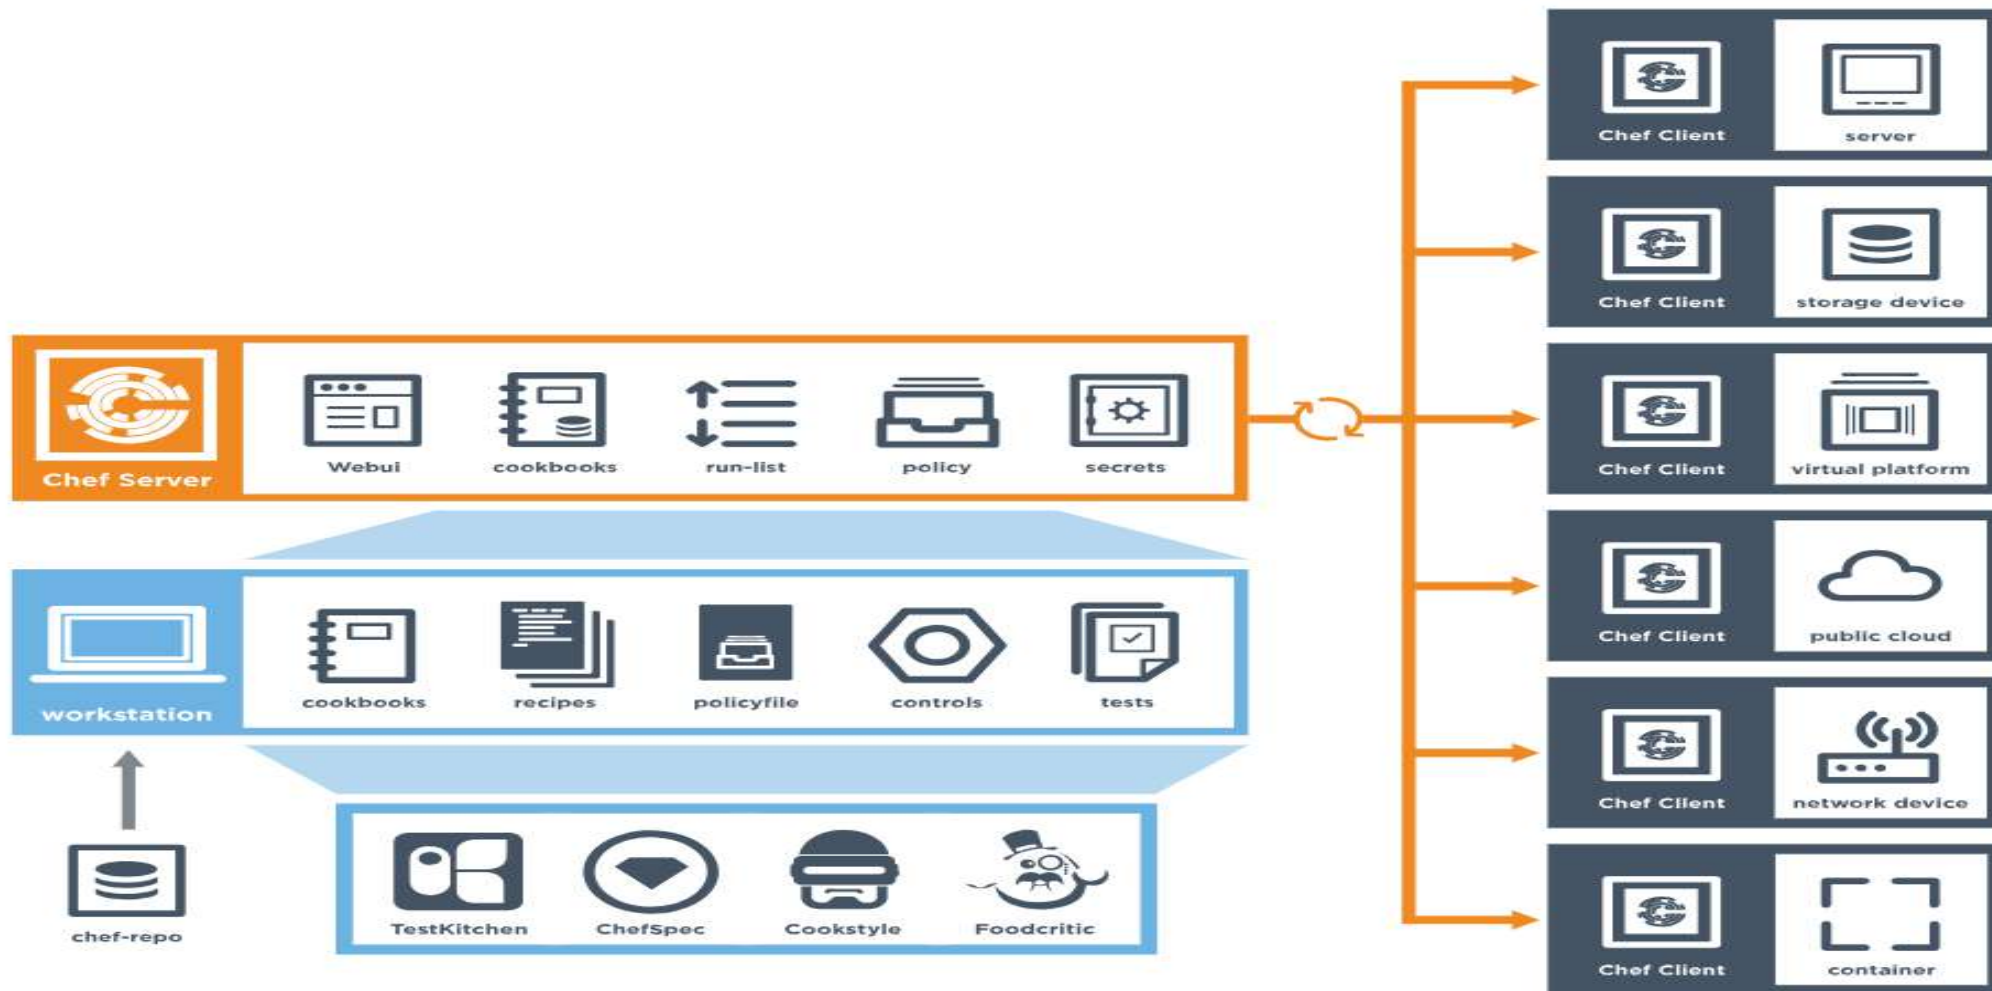 Chef Server
Webui
cookbooks
run-list
policy
secrets
workstation
cookbooks
recipes
policyfile
controls
tests
chef-repo
TestKitchen
ChefSpec
Cookstyle
Foodcritic
Chef Client
server
Chef Client
storage device
Chef Client
virtual platform
Chef Client
public cloud
Chef Client
network device
Chef Client
container